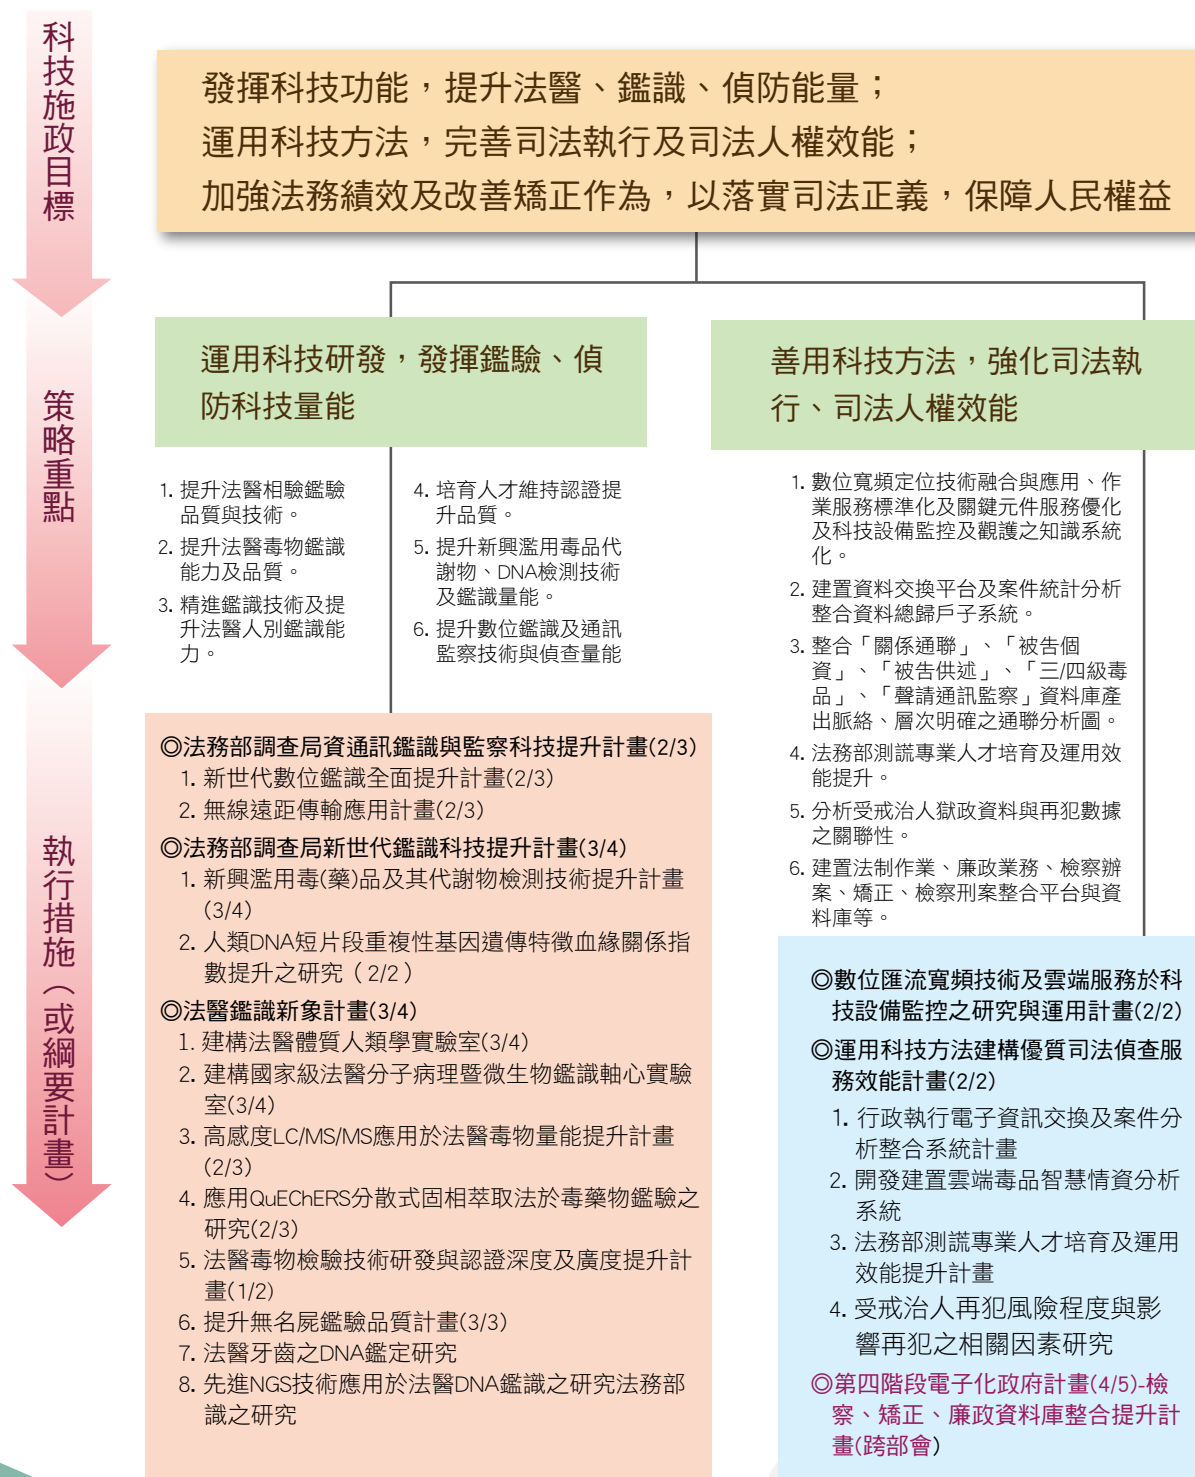 科技施政目標
發揮科技功能，提升法醫、鑑識、偵防能量；
運用科技方法，完善司法執行及司法人權效能；
加強法務績效及改善矯正作為，以落實司法正義，保障人民權益
策略重點
運用科技研發，發揮鑑驗、偵
防科技量能
1. 提升法醫相驗鑑驗
品質與技術。
2. 提升法醫毒物鑑識
能力及品質。
3. 精進鑑識技術及提
升法醫人別鑑識能
力。
4. 培育人才維持認證提
升品質。
5. 提升新興濫用毒品代
謝物、DNA檢測技術
及鑑識量能。
6. 提升數位鑑識及通訊
監察技術與偵查量能
善用科技方法，強化司法執
行、司法人權效能
1. 數位寬頻定位技術融合與應用、作
業服務標準化及關鍵元件服務優化
及科技設備監控及觀護之知識系統
化。
2. 建置資料交換平台及案件統計分析
整合資料總歸戶子系統。
3. 整合「關係通聯」、「被告個
資」、「被告供述」、「三/四級毒
品」、「聲請通訊監察」資料庫產
出脈絡、層次明確之通聯分析圖。
4. 法務部測謊專業人才培育及運用效
能提升。
5. 分析受戒治人獄政資料與再犯數據
之關聯性。
6. 建置法制作業、廉政業務、檢察辦
案、矯正、檢察刑案整合平台與資
料庫等。
執行措施（或綱要計畫）
◎法務部調查局資通訊鑑識與監察科技提升計畫(2/3)
1. 新世代數位鑑識全面提升計畫(2/3)
2. 無線遠距傳輸應用計畫(2/3)
◎法務部調查局新世代鑑識科技提升計畫(3/4)
1. 新興濫用毒(藥)品及其代謝物檢測技術提升計畫
(3/4)
2. 人類DNA短片段重複性基因遺傳特徵血緣關係指
數提升之研究（2/2）
◎法醫鑑識新象計畫(3/4)
1. 建構法醫體質人類學實驗室(3/4)
2. 建構國家級法醫分子病理暨微生物鑑識軸心實驗
室(3/4)
3. 高感度LC/MS/MS應用於法醫毒物量能提升計畫
(2/3)
4. 應用QuEChERS分散式固相萃取法於毒藥物鑑驗之
研究(2/3)
5. 法醫毒物檢驗技術研發與認證深度及廣度提升計
畫(1/2)
6. 提升無名屍鑑驗品質計畫(3/3)
7. 法醫牙齒之DNA鑑定研究
8. 先進NGS技術應用於法醫DNA鑑識之研究法務部
識之研究
◎數位匯流寬頻技術及雲端服務於科
技設備監控之研究與運用計畫(2/2)
◎運用科技方法建構優質司法偵查服
務效能計畫(2/2)
1. 行政執行電子資訊交換及案件分
析整合系統計畫
2. 開發建置雲端毒品智慧情資分析
系統
3. 法務部測謊專業人才培育及運用
效能提升計畫
4. 受戒治人再犯風險程度與影
響再犯之相關因素研究
◎第四階段電子化政府計畫(4/5)-檢
察、矯正、廉政資料庫整合提升計
畫(跨部會)